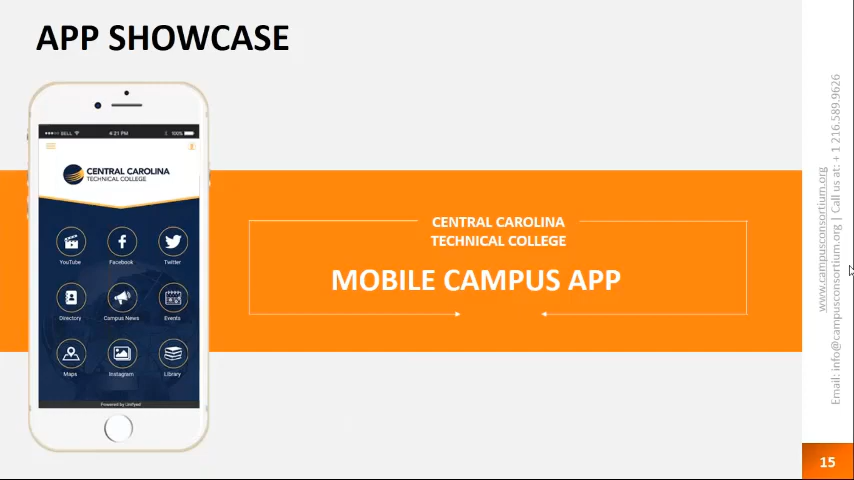 APP SHOWCASE
●●●○○ BELL
4:21 PM
100%
CENTRAL CAROLINA
TECHNICAL COLLEGE
YouTube
Facebook
Twitter
Directory
Campus News
Events
Maps
Instagram
Library
Powered by Unifyed
CENTRAL CAROLINA
TECHNICAL COLLEGE
MOBILE CAMPUS APP
www.campusconsortium.org
Email: info@campusconsortium.org | Call us at: + 1 216.589.9626
15